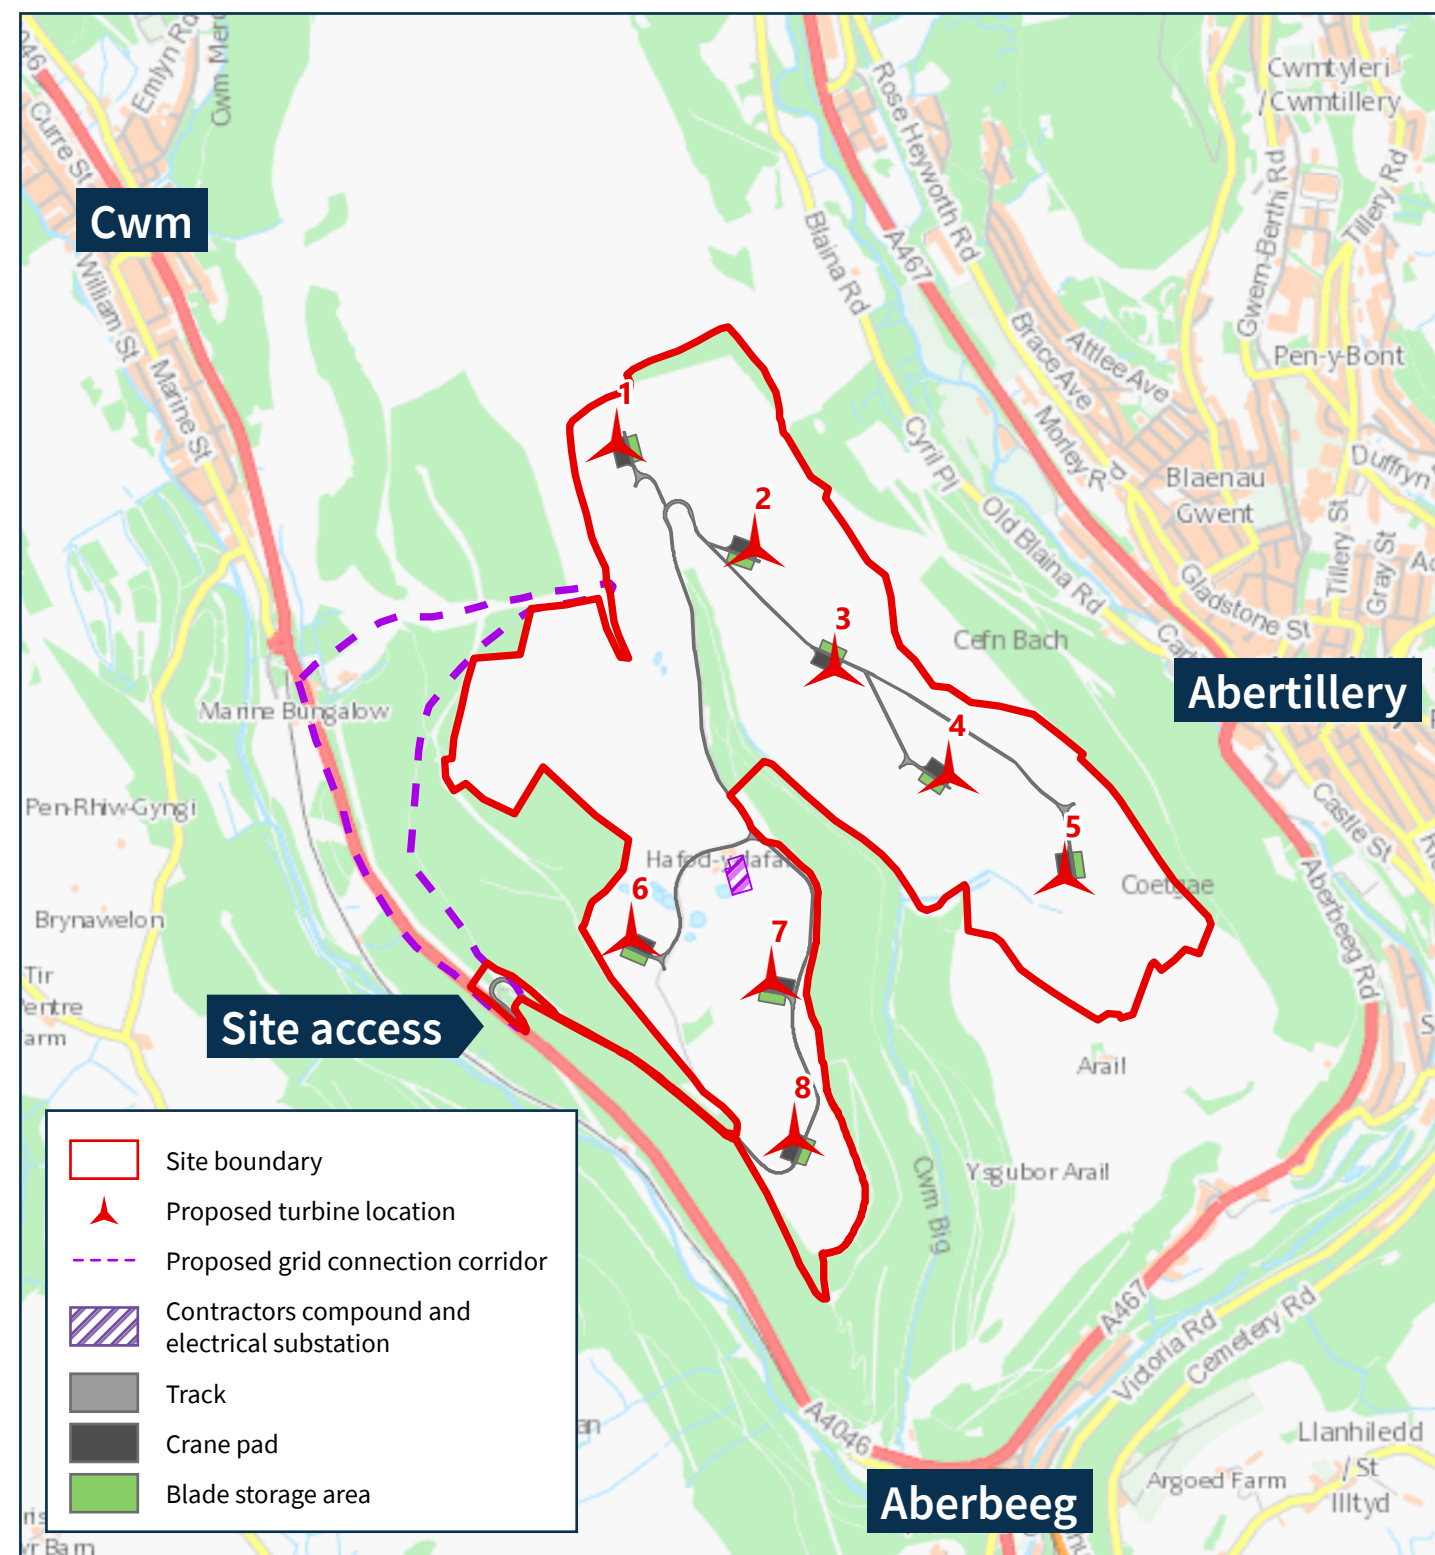 Emlyn Rd
Cwm Merd
Curre St
Cwm
William St
Marine St
Marine Bungalow
Pen-Rhiw-Gyngi
Brynawelon
Tir
Site access
Rose Heyworth Rd
Blaina Rd
A467
Cwmtyleri
/Cwmtillery
Gwern-Berthi Rd
Tillery Rd
Brace Ave
Attlee Ave
Pen-y-Bont
Cyril Pl
Morley R
d
Blaenau
Gwent
Duffryn
Old Blaina Rd
Tillery St
Gray St
Gladstone St
Cefn Bach
Abertillery
Castle St
Aberbeeg Rd
Coetgae
Arail
Ysgubor Arail
Cwm Big
1
2
3
4
5
6
7
8
A467
Victoria Rd
Cemetery Rd
A4046
Aberbeeg
Argoed Farm
Llanhiledd
/ St
Illtyd
Site boundary
Proposed turbine location
Proposed grid connection corridor
Contractors compound and
electrical substation
Track
Crane pad
Blade storage area